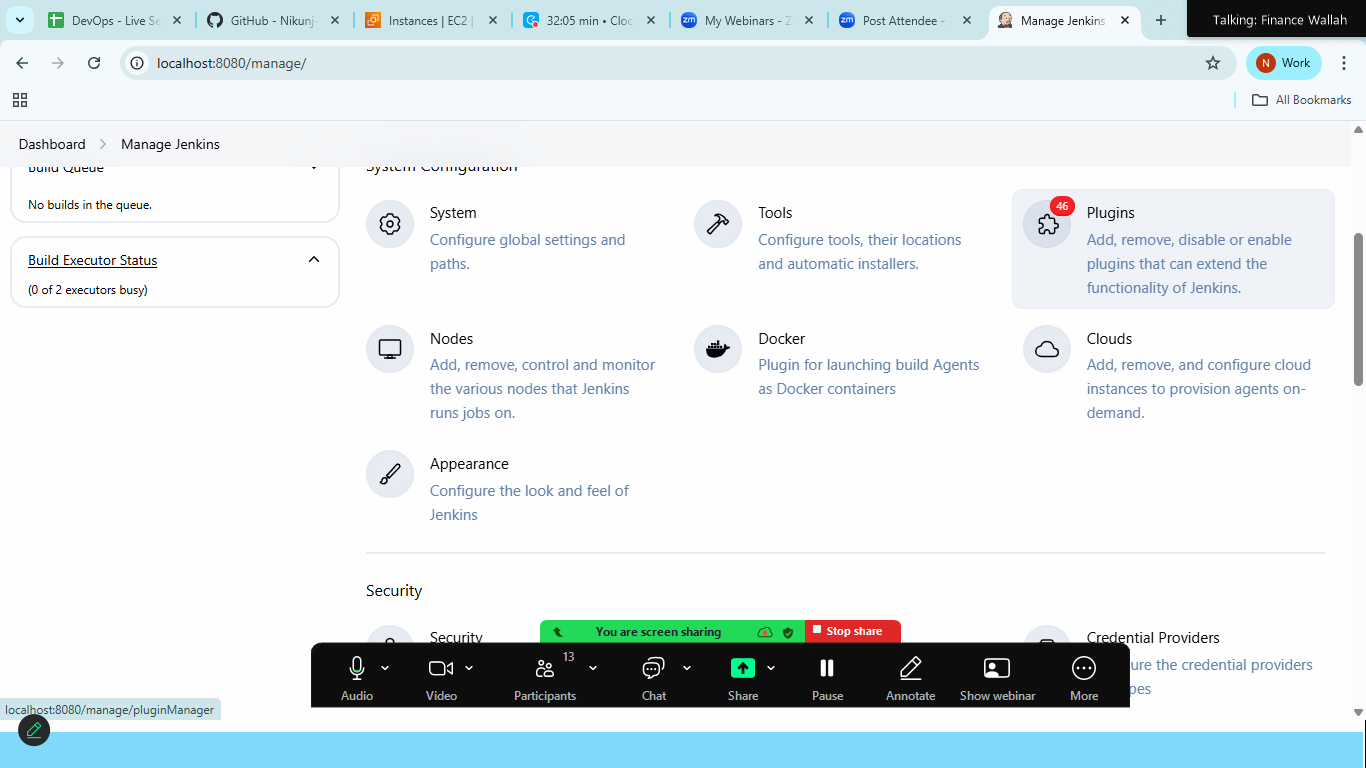 DevOps - Live Se
GitHub - Nikunj-
Instances | EC2 |
32:05 min • Cloc
My Webinars - Z
Post Attendee -
Manage Jenkins
Talking: Finance Wallah
localhost:8080/manage/
N
Work
All Bookmarks
Dashboard
Manage Jenkins
Build Queue
No builds in the queue.
Build Executor Status
(0 of 2 executors busy)
System Configuration
System
Configure global settings and
paths.
Tools
Configure tools, their locations
and automatic installers.
46
Plugins
Add, remove, disable or enable
plugins that can extend the
functionality of Jenkins.
Nodes
Add, remove, control and monitor
the various nodes that Jenkins
runs jobs on.
Docker
Plugin for launching build Agents
as Docker containers
Clouds
Add, remove, and configure cloud
instances to provision agents on-
demand.
Appearance
Configure the look and feel of
Jenkins
Security
Security
Credential Providers
ure the credential providers
pes
You are screen sharing
Stop share
Audio
Video
13
Participants
Chat
Share
Pause
Annotate
Show webinar
More
localhost:8080/manage/pluginManager